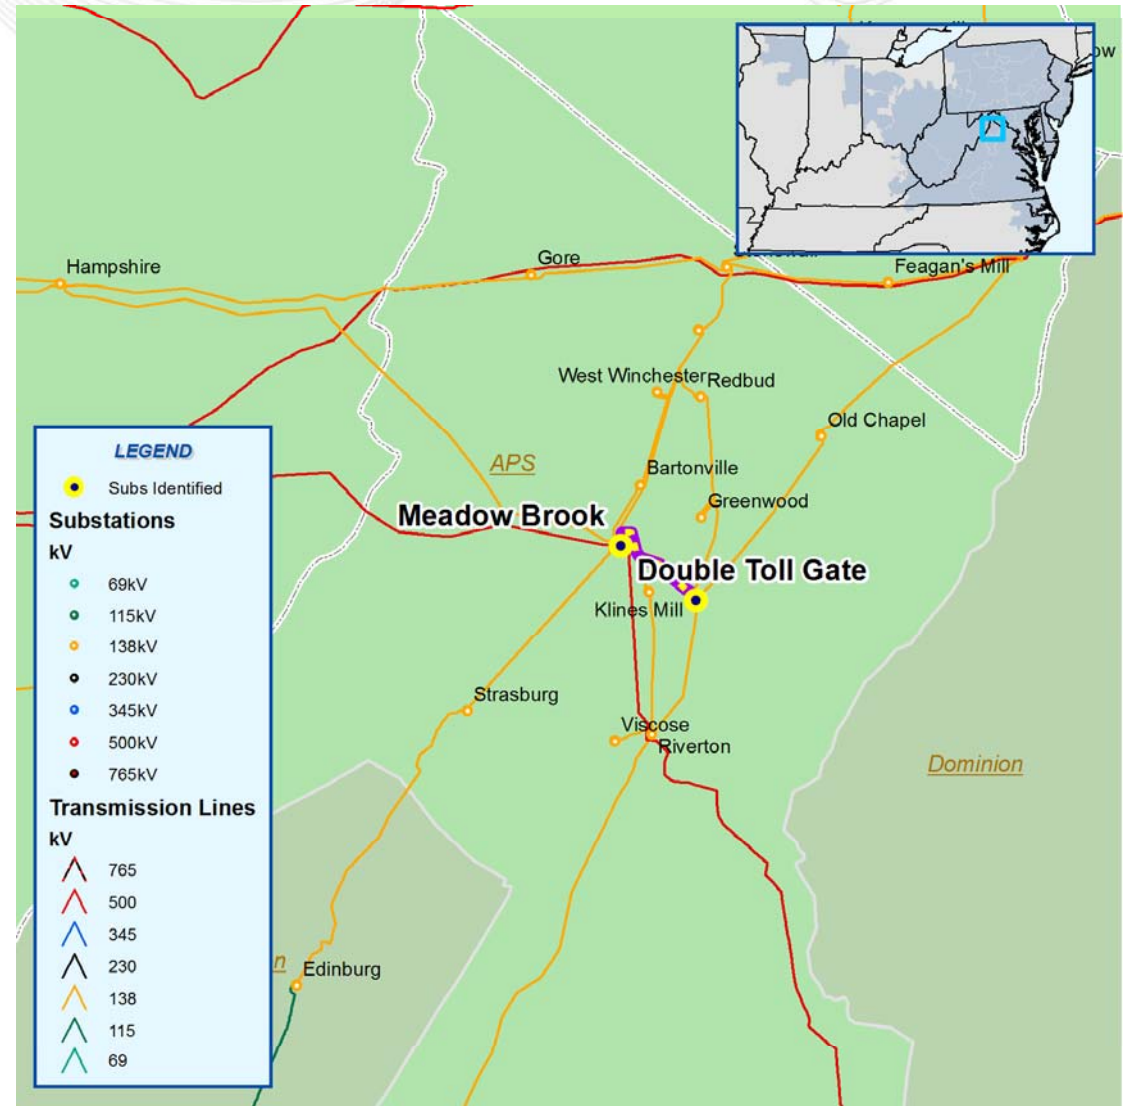 Hampshire
Gore
Feagan's Mill
West Winchester
Redbud
Old Chapel
APS
Bartonville
Greenwood
Meadow Brook
Double Toll Gate
Klines Mill
Strasburg
Viscose
Riverton
Dominion
Edinburg
n
ow
LEGEND
Subs Identified
Substations
kV
69kV
115kV
138kV
230kV
345kV
500kV
765kV
Transmission Lines
kV
765
500
345
230
138
115
69